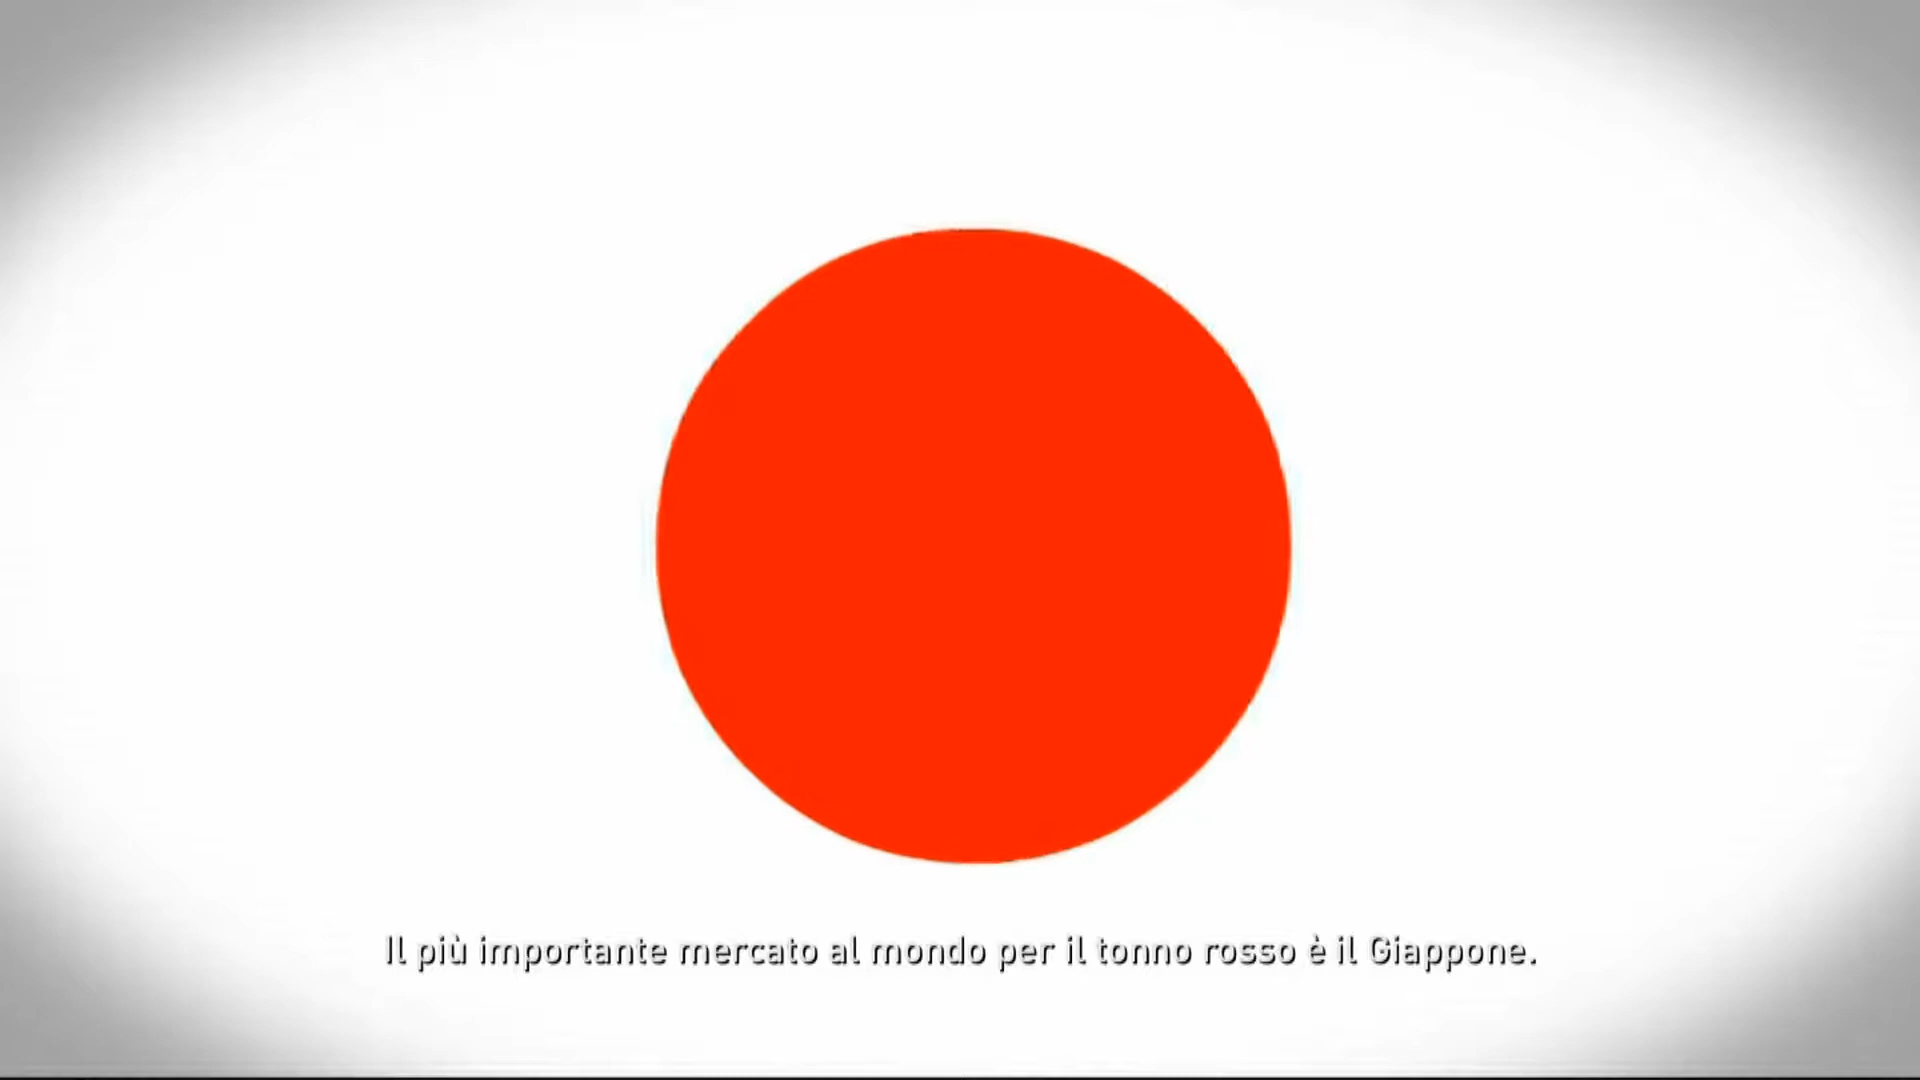 Il più importante mercato al mondo per il tonno rosso è il Giappone.